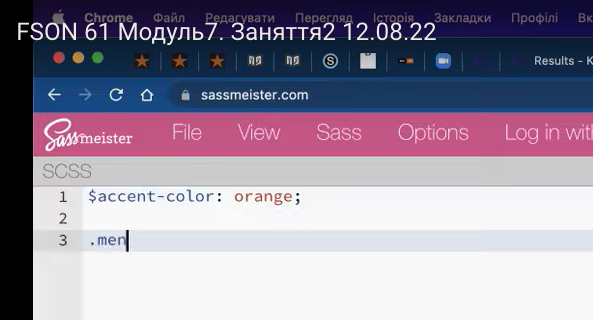 Chrome Файл Редагувати Перегляд Історія Закладки Профілі
FSON 61 Модуль7. Заняття2 12.08.22
Results - K
sassmeister.com
Sassmeister File View Sass Options Log in wit
SCSS
1 $accent-color: orange;
2
3 .men